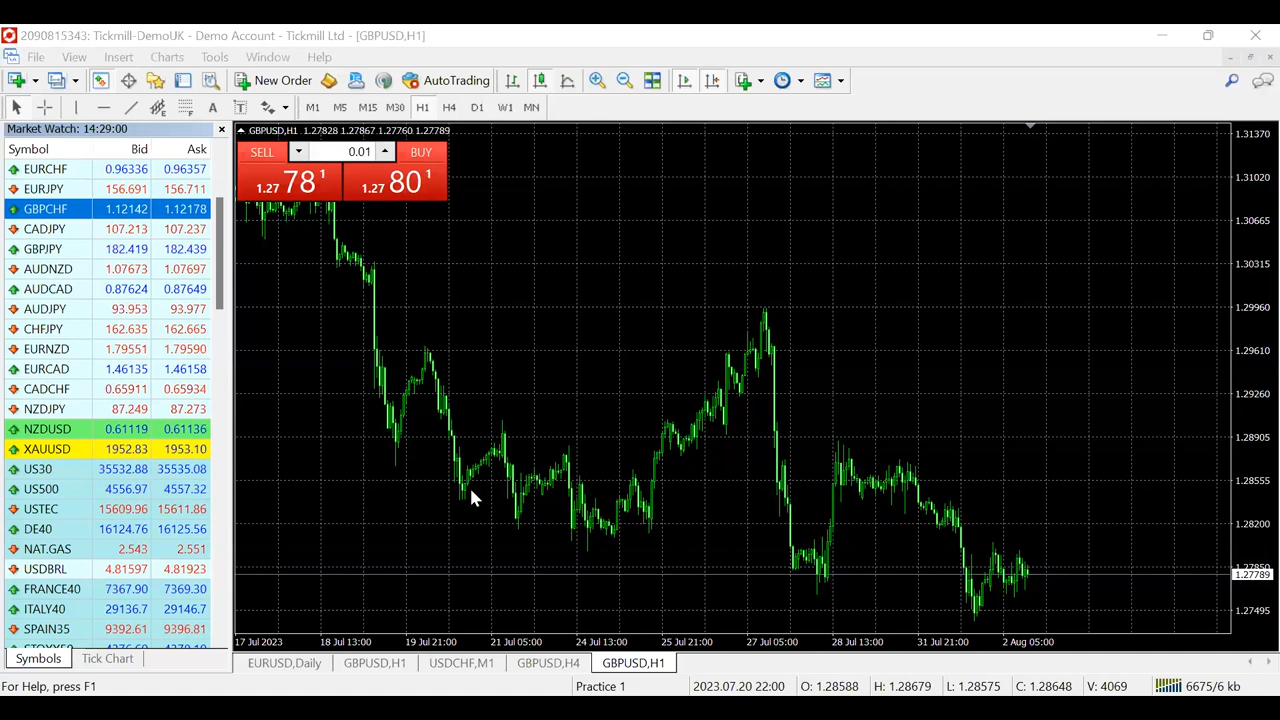 2090815343: Tickmill-DemoUK - Demo Account - Tickmill Ltd - [GBPUSD,H1]
File View Insert Charts Tools Window Help
New Order AutoTrading
A T M1 M5 M15 M30 H1 H4 D1 W1 MN
Market Watch: 14:29:00
Symbol Bid Ask
EURCHF 0.96336 0.96357
EURJPY 156.691 156.711
GBPCHF 1.12142 1.12178
CADJPY 107.213 107.237
GBPJPY 182.419 182.439
AUDNZD 1.07673 1.07697
AUDCAD 0.87624 0.87649
AUDJPY 93.953 93.977
CHFJPY 162.635 162.665
EURNZD 1.79551 1.79590
EURCAD 1.46135 1.46158
CADCHF 0.65911 0.65934
NZDJPY 87.249 87.273
NZDUSD 0.61119 0.61136
XAUUSD 1952.83 1953.10
US30 35532.88 35535.08
US500 4556.97 4557.32
USTEC 15609.96 15611.86
DE40 16124.76 16125.56
NAT.GAS 2.543 2.551
USDBRL 4.81597 4.81923
FRANCE40 7367.90 7369.30
ITALY40 29136.7 29146.7
SPAIN35 9392.61 9396.81
Symbols Tick Chart
GBPUSD,H1 1.27828 1.27867 1.27760 1.27789
SELL 0.01 BUY
1.27 78 1 1.27 80 1
1.31370
1.31020
1.30665
1.30315
1.29960
1.29610
1.29260
1.28905
1.28555
1.28200
1.27850
1.27789
1.27495
17 Jul 2023 18 Jul 13:00 19 Jul 21:00 21 Jul 05:00 24 Jul 13:00 25 Jul 21:00 27 Jul 05:00 28 Jul 13:00 31 Jul 21:00 2 Aug 05:00
EURUSD,Daily GBPUSD,H1 USDCHF,M1 GBPUSD,H4 GBPUSD,H1
For Help, press F1 Practice 1 2023.07.20 22:00 O: 1.28588 H: 1.28679 L: 1.28575 C: 1.28648 V: 4069 6675/6 kb